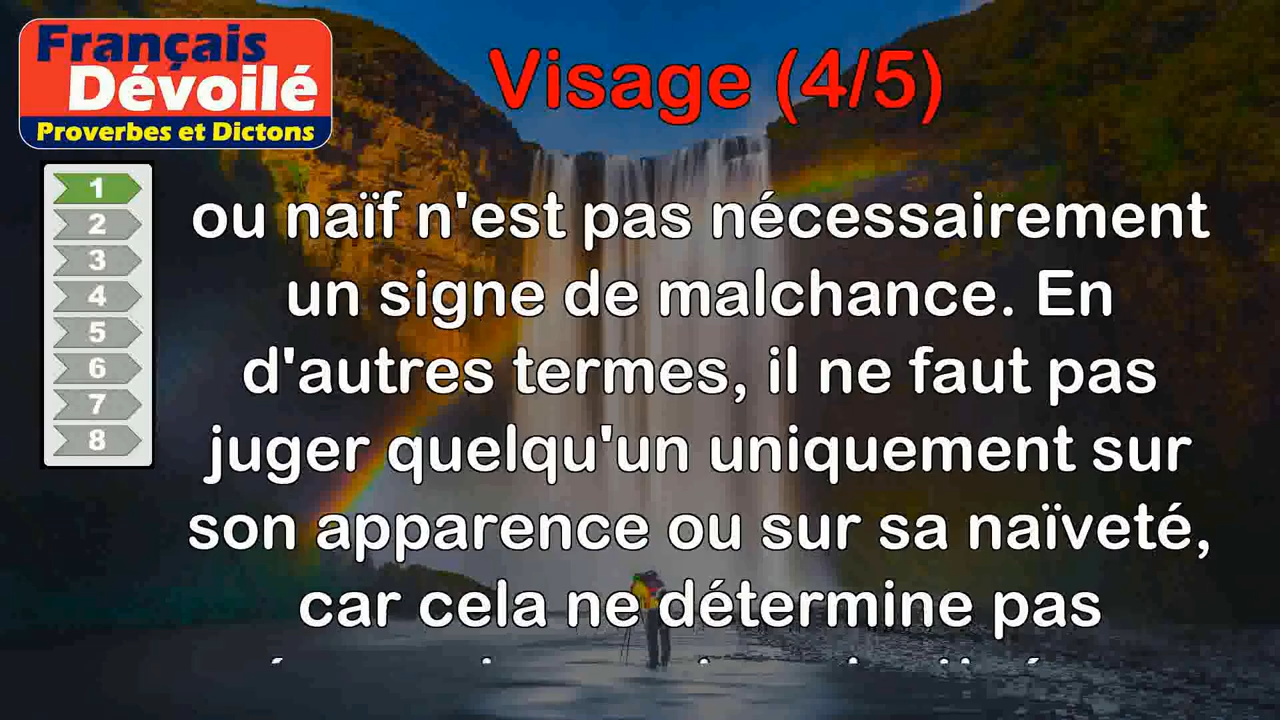 Français
Dévoilé
Proverbes et Dictons
Visage (4/5)
1
2
3
4
5
6
7
8
ou naïf n'est pas nécessairement
un signe de malchance. En
d'autres termes, il ne faut pas
juger quelqu'un uniquement sur
son apparence ou sur sa naïveté,
car cela ne détermine pas